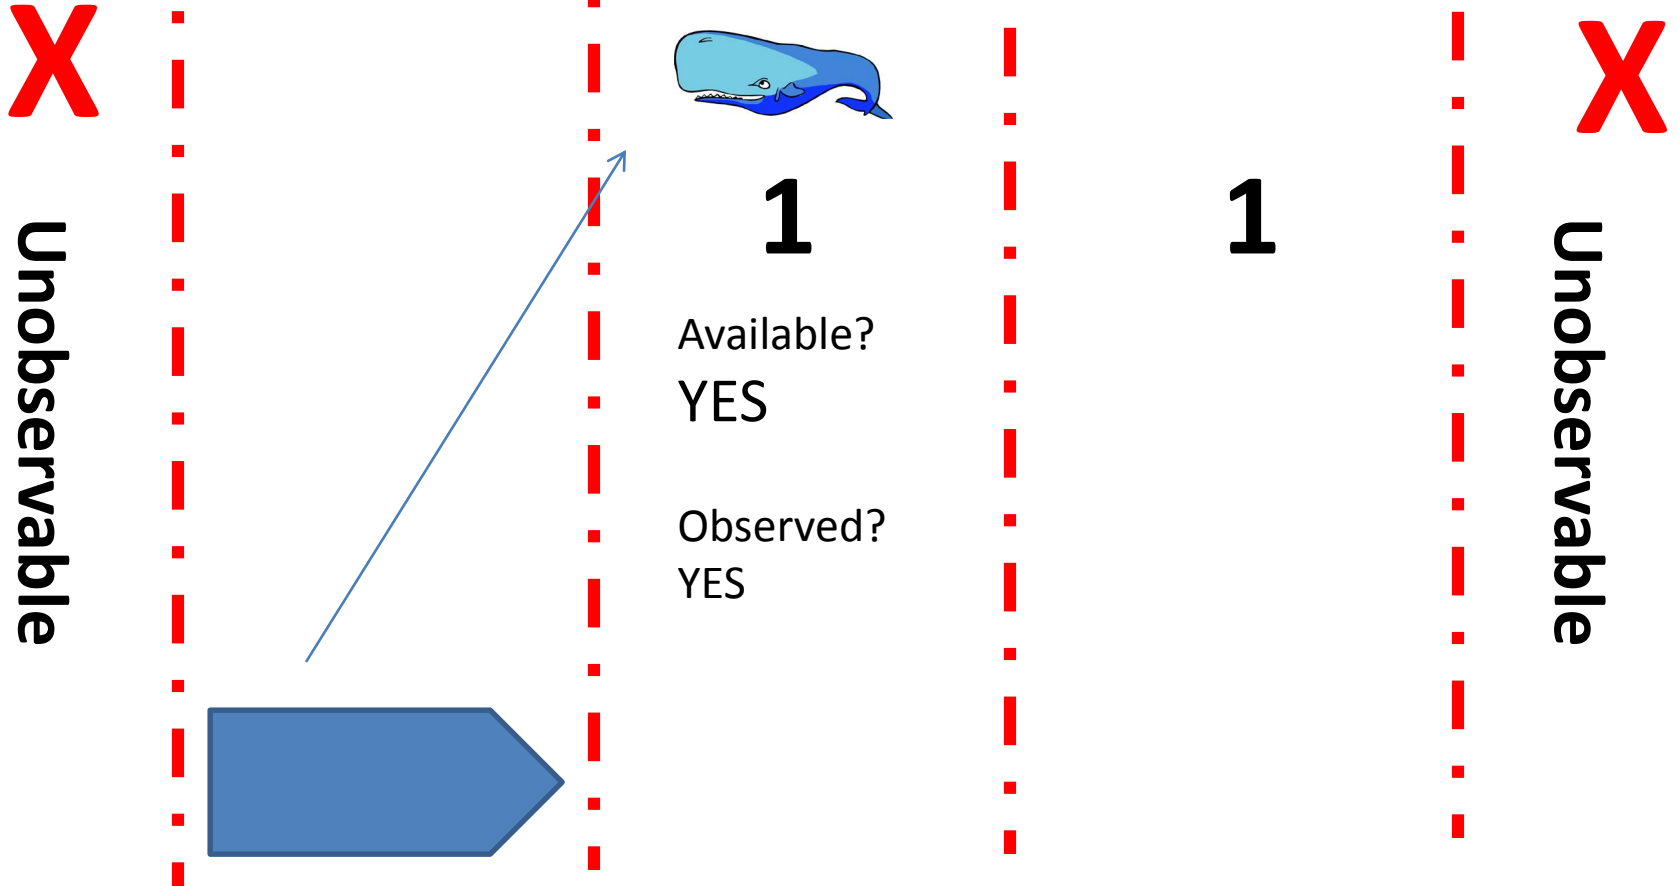 X
X
1
1
Unobservable
Available?
YES
Observed?
YES
Unobservable